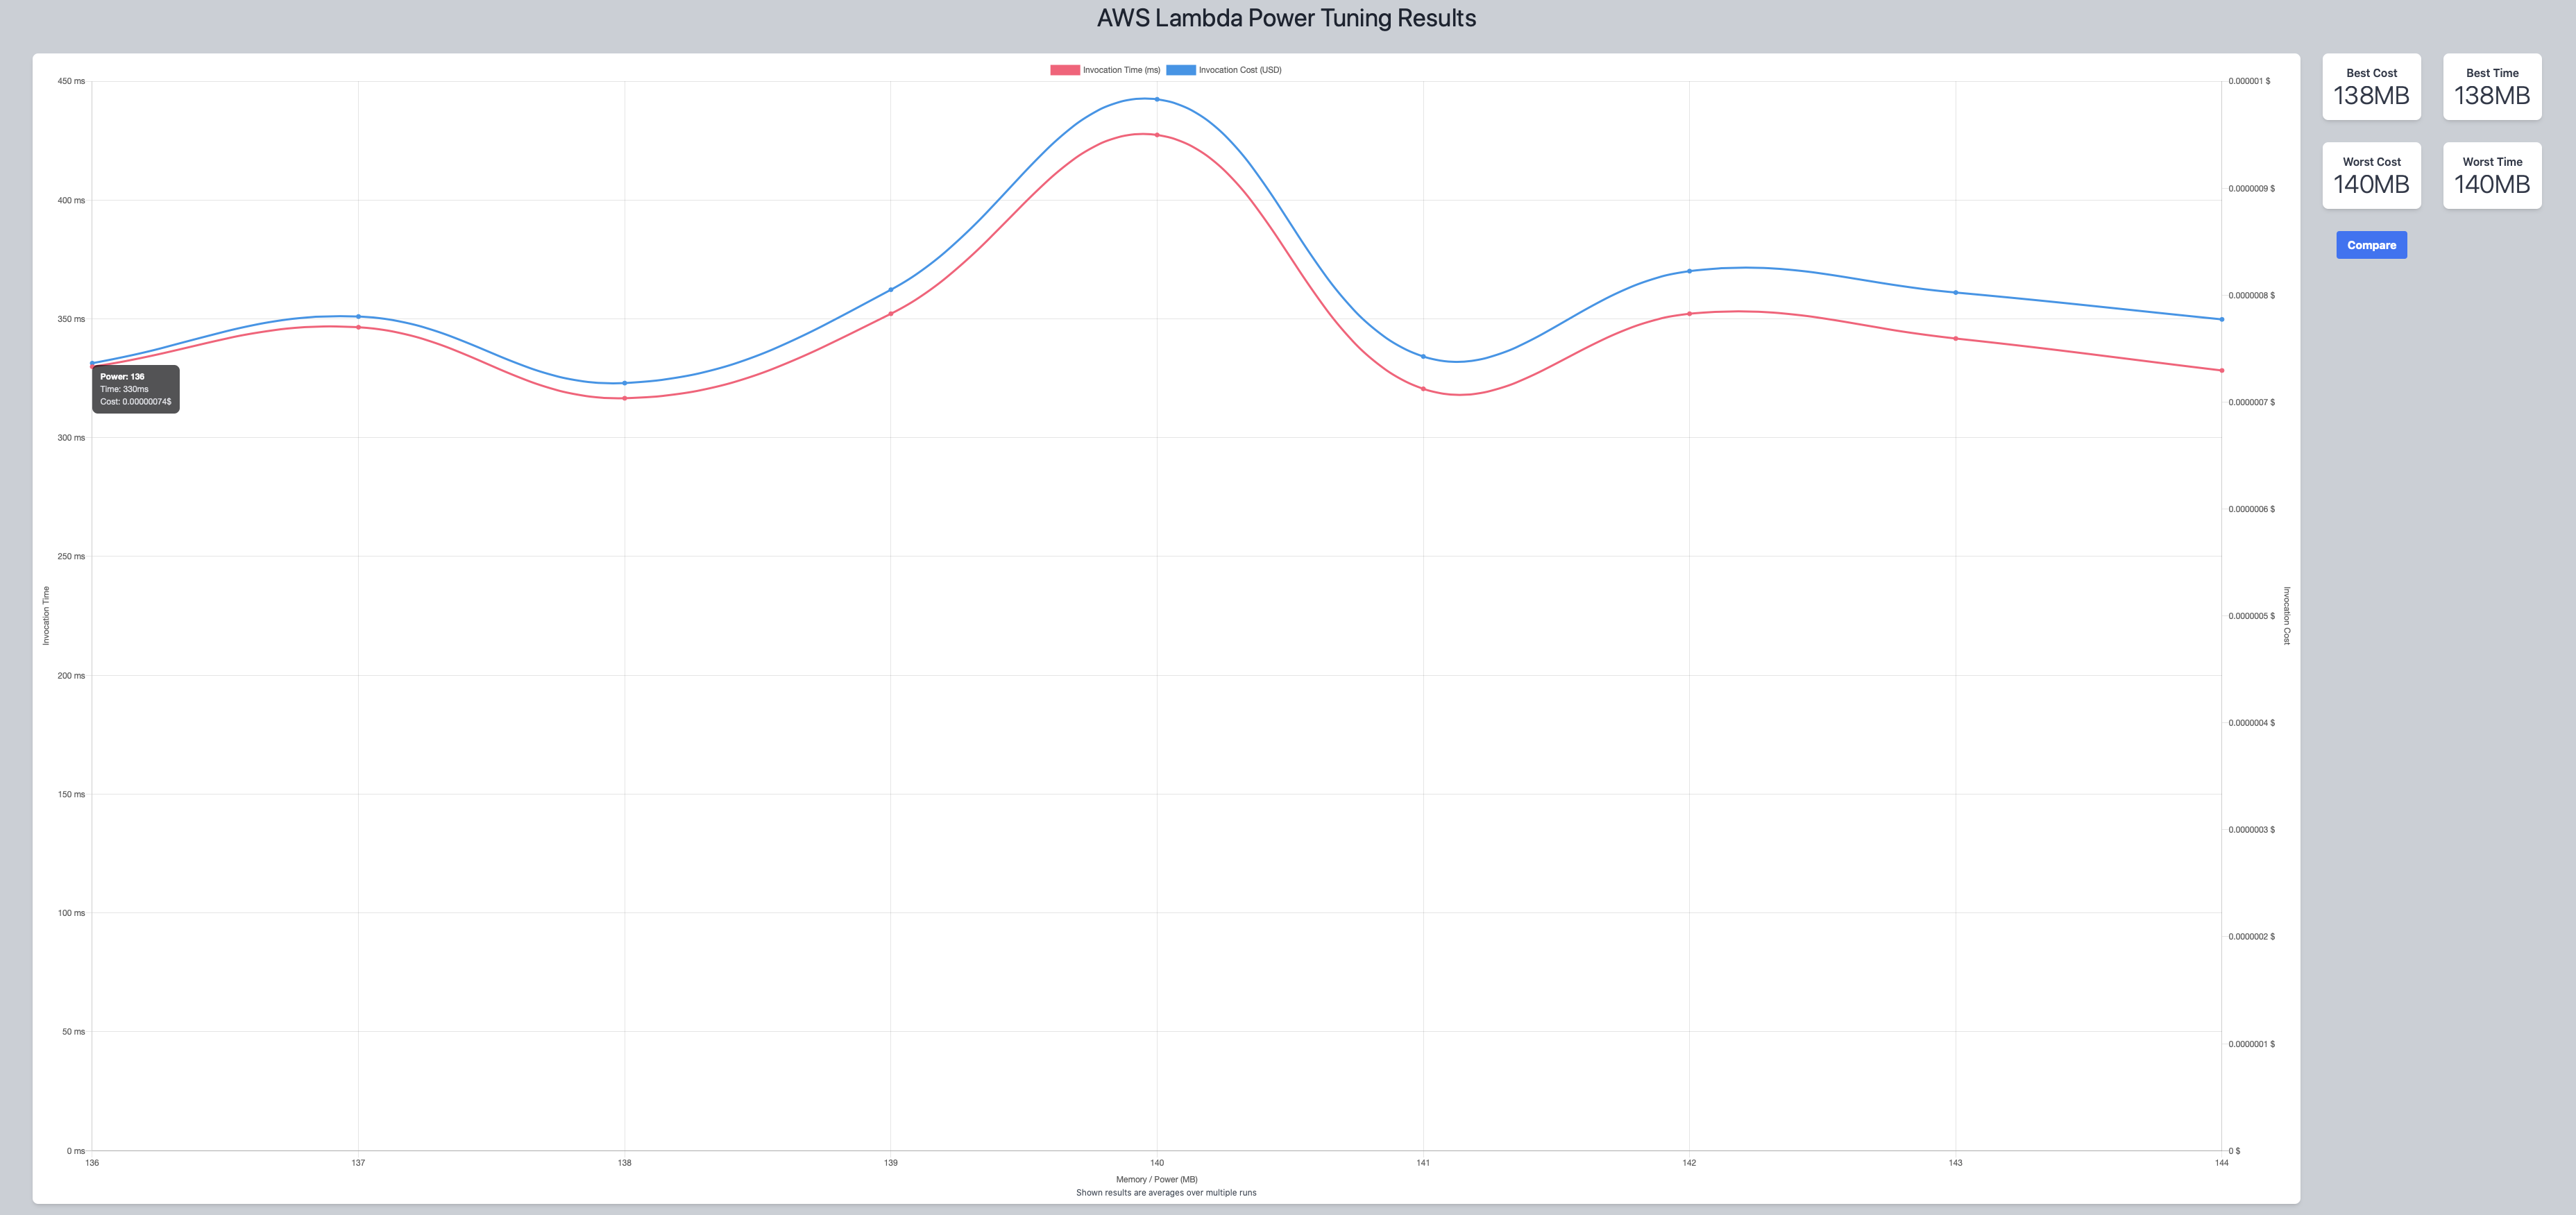 AWS Lambda Power Tuning Results
Invocation Time (ms) Invocation Cost (USD)
450 ms
400 ms
350 ms
300 ms
250 ms
200 ms
150 ms
100 ms
50 ms
0 ms
Invocation Time
Power: 136
Time: 330ms
Cost: 0.00000074$
0.000001 $
0.0000009 $
0.0000008 $
0.0000007 $
0.0000006 $
0.0000005 $
0.0000004 $
0.0000003 $
0.0000002 $
0.0000001 $
0 $
Invocation Cost
136 137 138 139 140 141 142 143 144
Memory / Power (MB)
Shown results are averages over multiple runs
Best Cost
138MB
Best Time
138MB
Worst Cost
140MB
Worst Time
140MB
Compare